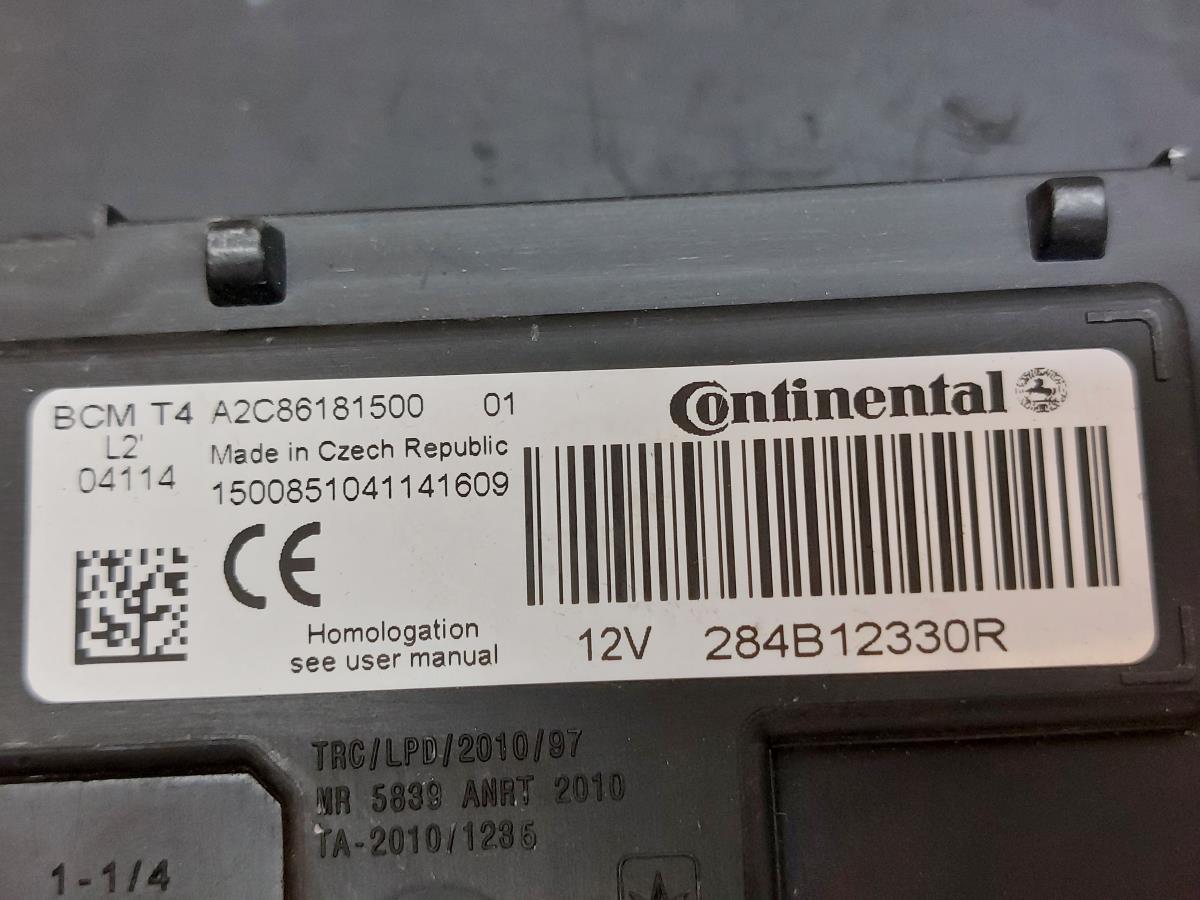 BCM T4 A2C86181500 01
Continental
L2'
Made in Czech Republic
04114
1500851041141609
CE
Homologation
see user manual
12V 284B12330R
TRC/LPD/2010/97
MR 5839 ANRT 2010
TA-2010/1236
1-1/4